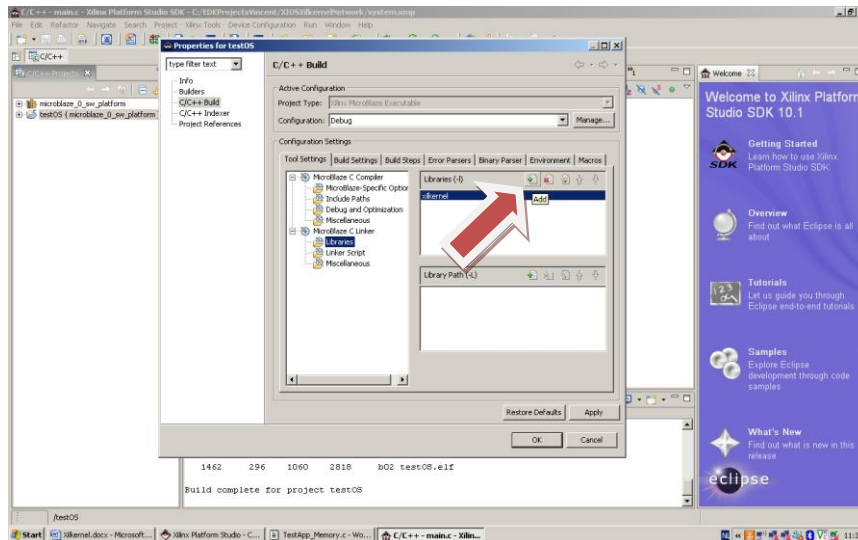 C/C++ - main.c - Xilinx Platform Studio SDK - C:/EDKProjectsVincent/XIOSXilkernelPetwork/system.xmp
File Edit Refactor Navigate Search Project Xilinx Tools Device Configuration Run Window Help
C/C++
C/C++ Projects
microblaze_0_sw_platform
testOS { microblaze_0_sw_platform
Properties for testOS
type filter text
Info
Builders
C/C++ Build
C/C++ Indexer
Project References
C/C++ Build
Active Configuration
Project Type: Xilinx MicroBlaze Executable
Configuration: Debug
Manage...
Configuration Settings
Tool Settings Build Settings Build Steps Error Parsers Binary Parser Environment Macros
MicroBlaze C Compiler
MicroBlaze-Specific Option
Include Paths
Debug and Optimization
Miscellaneous
MicroBlaze C Linker
Libraries
Linker Script
Miscellaneous
Libraries (-l)
xilkernel
Add
Library Path (-L)
Restore Defaults Apply
OK Cancel
1462 296 1060 2818 b02 testOS.elf
Build complete for project testOS
Welcome
Welcome to Xilinx Platform
Studio SDK 10.1
SDK
Getting Started
Learn how to use Xilinx
Platform Studio SDK
Overview
Find out what Eclipse is all
about
Tutorials
Let us guide you through
Eclipse end-to-end tutorials
Samples
Explore Eclipse
development through code
samples
What's New
Find out what is new in this
release
eclipse
/testOS
Start Xilkernel.docx - Microsoft... Xilinx Platform Studio - C... TestApp_Memory.c - Wo... C/C++ - main.c - Xilin...